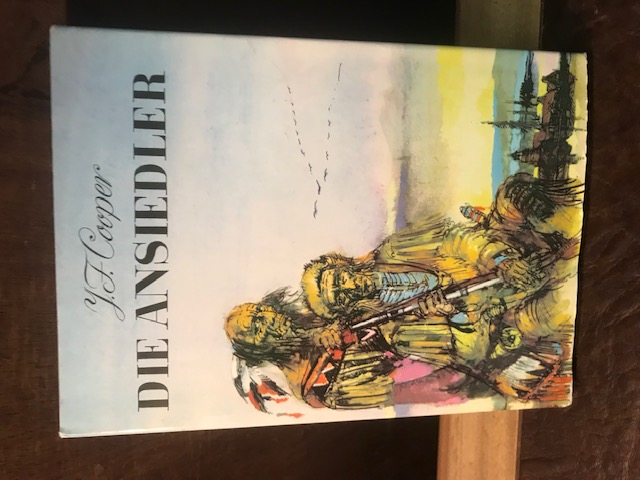 J.F. Cooper
DIE ANSIEDLER